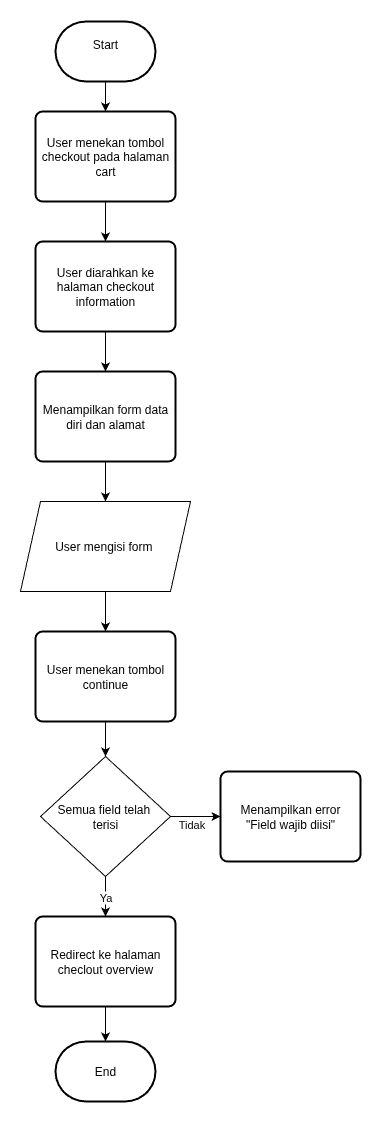 Start
User menekan tombol
checkout pada halaman
cart
User diarahkan ke
halaman checkout
information
Menampilkan form data
diri dan alamat
User mengisi form
User menekan tombol
continue
Semua field telah
terisi
Tidak
Menampilkan error
"Field wajib diisi"
Ya
Redirect ke halaman
checlout overview
End